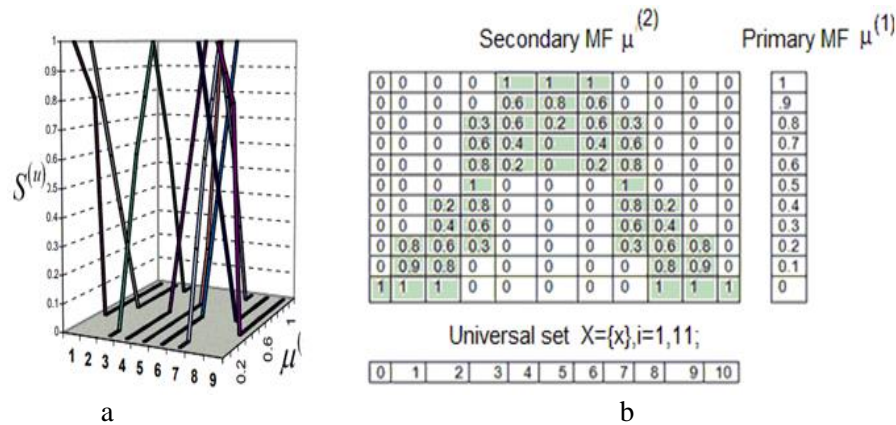 1
0.9
0.8
0.7
0.6
0.5
0.4
0.3
0.2
0.1
0
S^(u)
1 2 3 4 5 6 7 8 9
0.2 0.6 1
μ^(
a
Secondary MF μ^(2) Primary MF μ^(1)
0 0 0 0 1 1 1 0 0 0 0 1
0 0 0 0 0.6 0.8 0.6 0 0 0 0 .9
0 0 0 0.3 0.6 0.2 0.6 0.3 0 0 0 0.8
0 0 0 0.6 0.4 0 0.4 0.6 0 0 0 0.7
0 0 0 0.8 0.2 0 0.2 0.8 0 0 0 0.6
0 0 0 1 0 0 0 1 0 0 0 0.5
0 0 0.2 0.8 0 0 0 0.8 0.2 0 0 0.4
0 0 0.4 0.6 0 0 0 0.6 0.4 0 0 0.3
0 0.8 0.6 0.3 0 0 0 0.3 0.6 0.8 0 0.2
0 0.9 0.8 0 0 0 0 0 0.8 0.9 0 0.1
1 1 1 0 0 0 0 0 1 1 1 0
Universal set X={x},i=1,11;
0 1 2 3 4 5 6 7 8 9 10
b